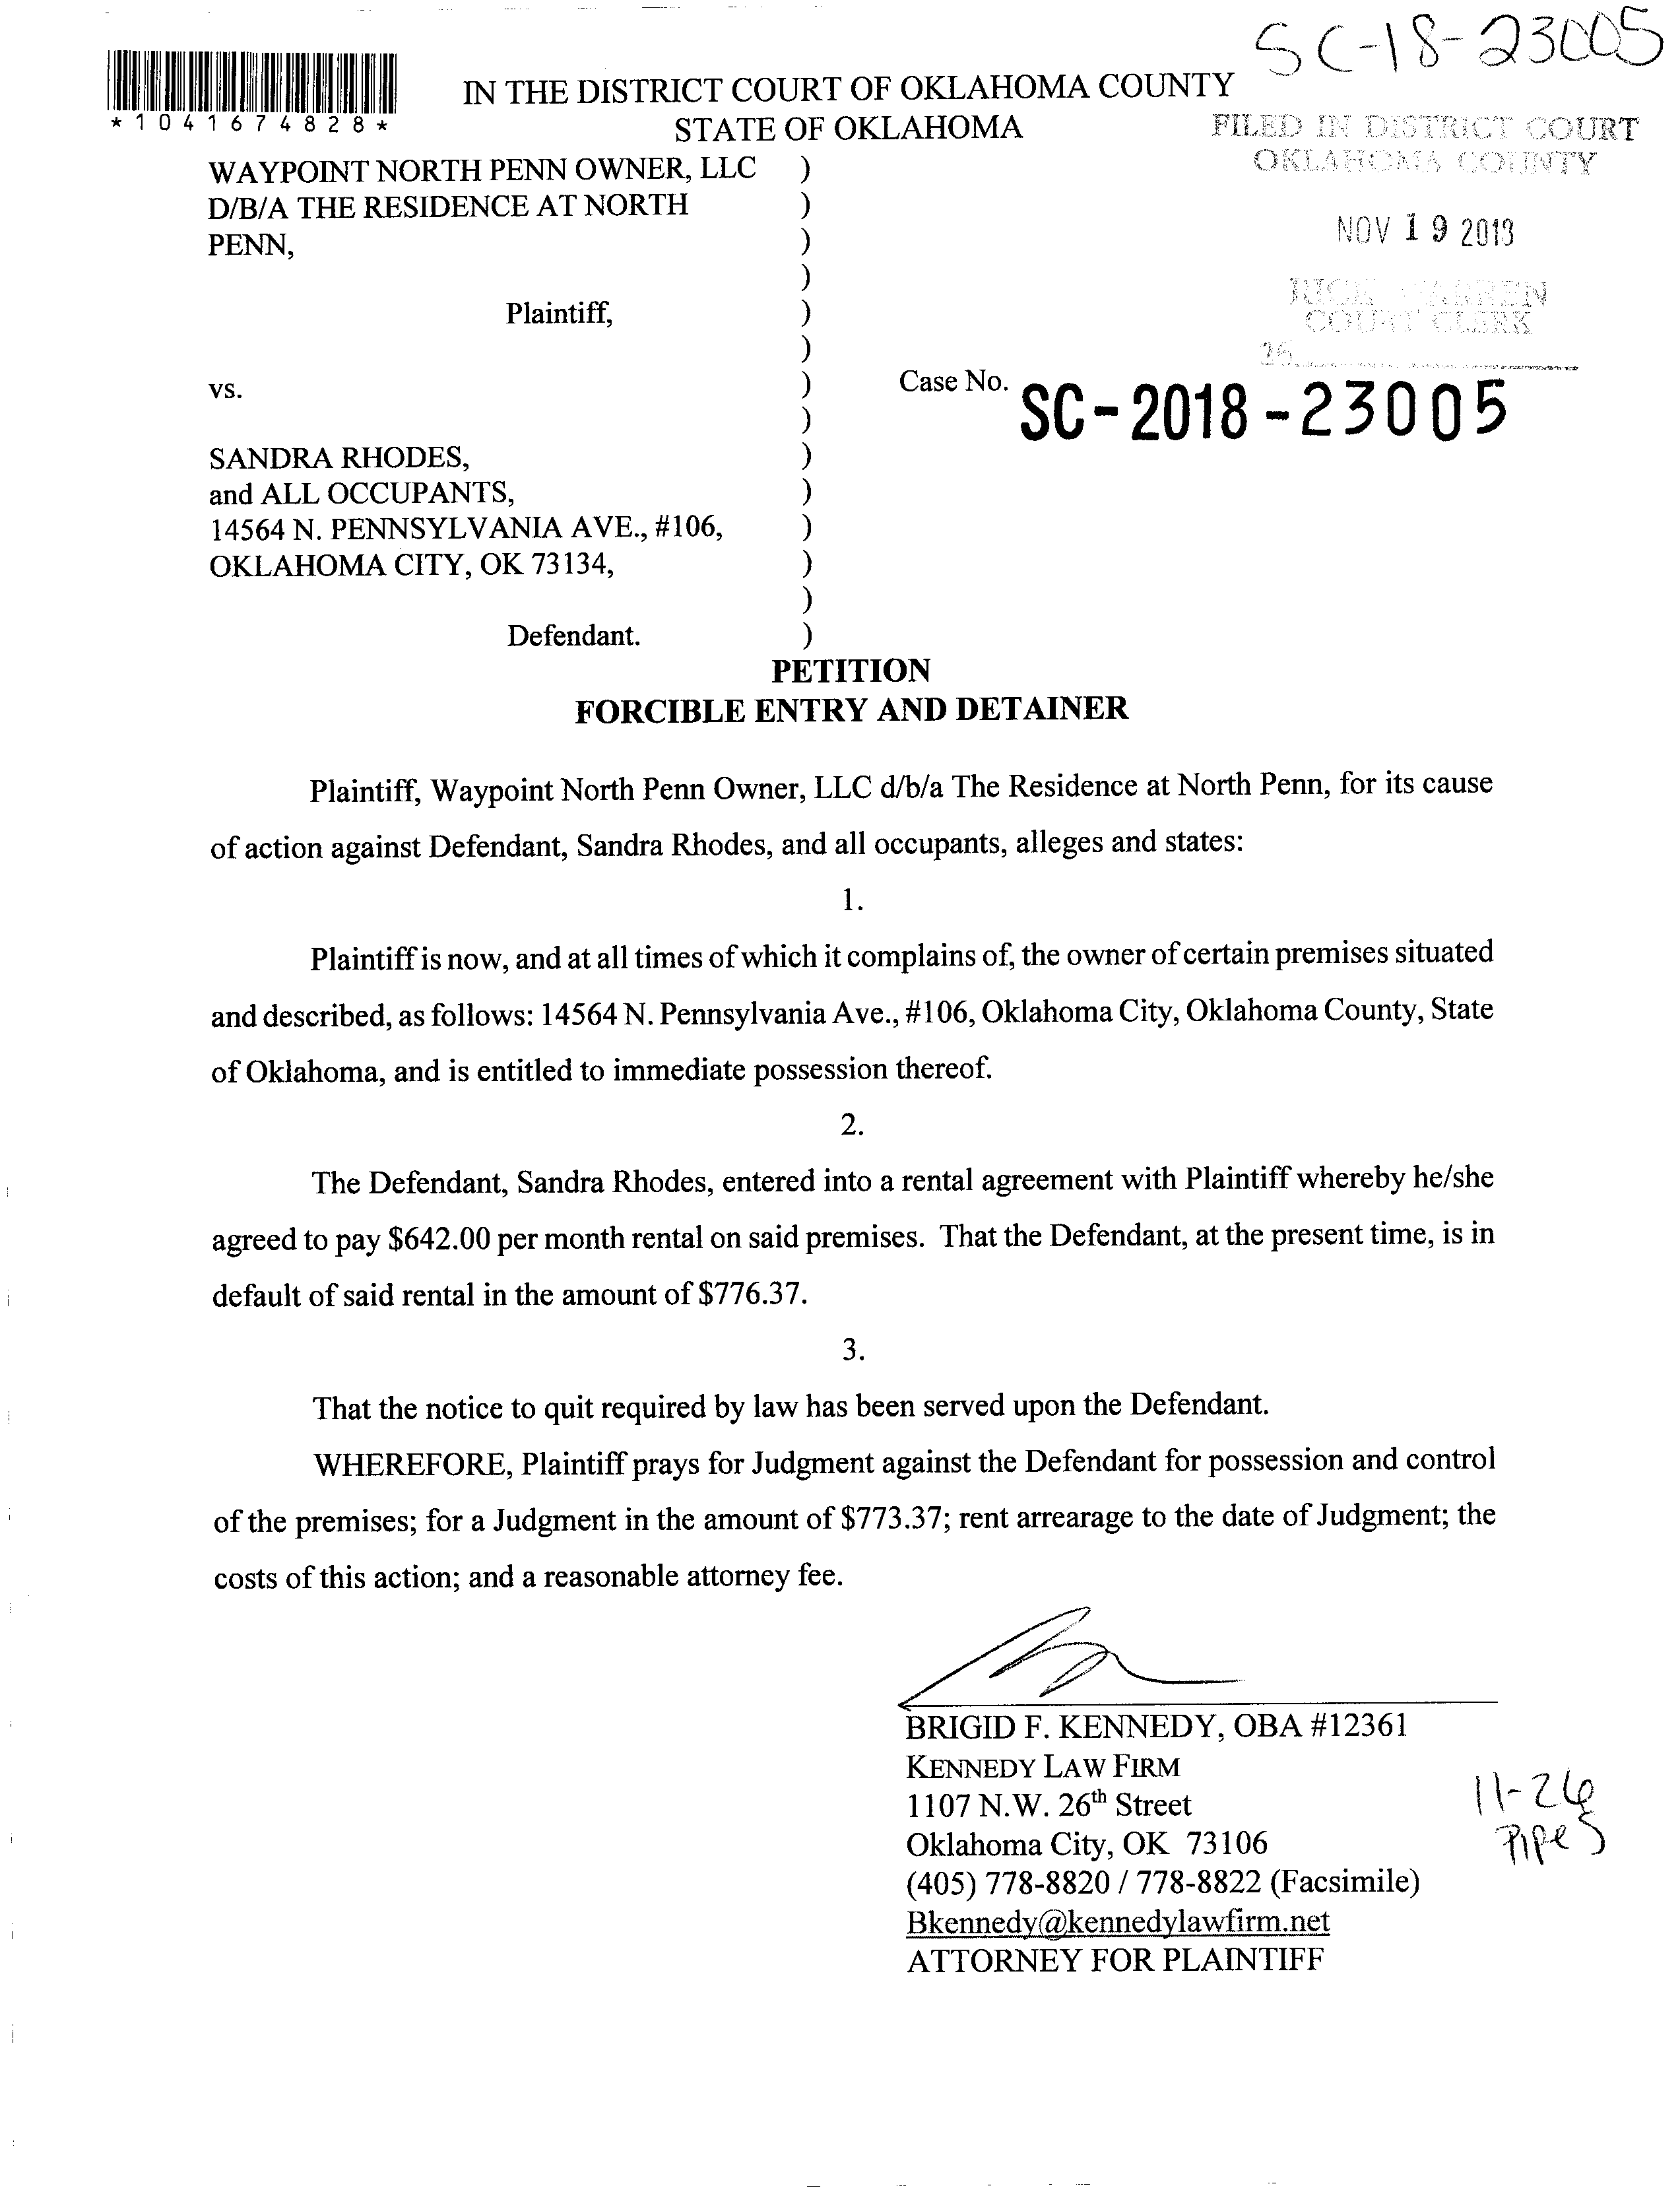 SC-18-23005
*1041674828*
IN THE DISTRICT COURT OF OKLAHOMA COUNTY
STATE OF OKLAHOMA
FILED IN DISTRICT COURT
OKLAHOMA COUNTY
NOV 19 2018
RICK WARREN
COURT CLERK
26
WAYPOINT NORTH PENN OWNER, LLC )
D/B/A THE RESIDENCE AT NORTH )
PENN, )
)
Plaintiff, )
)
vs. ) Case No. SC-2018-23005
)
SANDRA RHODES, )
and ALL OCCUPANTS, )
14564 N. PENNSYLVANIA AVE., #106, )
OKLAHOMA CITY, OK 73134, )
)
Defendant. )
PETITION
FORCIBLE ENTRY AND DETAINER
Plaintiff, Waypoint North Penn Owner, LLC d/b/a The Residence at North Penn, for its cause
of action against Defendant, Sandra Rhodes, and all occupants, alleges and states:
1.
Plaintiff is now, and at all times of which it complains of, the owner of certain premises situated
and described, as follows: 14564 N. Pennsylvania Ave., #106, Oklahoma City, Oklahoma County, State
of Oklahoma, and is entitled to immediate possession thereof.
2.
The Defendant, Sandra Rhodes, entered into a rental agreement with Plaintiff whereby he/she
agreed to pay $642.00 per month rental on said premises. That the Defendant, at the present time, is in
default of said rental in the amount of $776.37.
3.
That the notice to quit required by law has been served upon the Defendant.
WHEREFORE, Plaintiff prays for Judgment against the Defendant for possession and control
of the premises; for a Judgment in the amount of $773.37; rent arrearage to the date of Judgment; the
costs of this action; and a reasonable attorney fee.
BRIGID F. KENNEDY, OBA #12361
KENNEDY LAW FIRM
1107 N.W. 26th Street
Oklahoma City, OK 73106
(405) 778-8820 / 778-8822 (Facsimile)
Bkennedy@kennedylawfirm.net
ATTORNEY FOR PLAINTIFF
11-26
Pipes